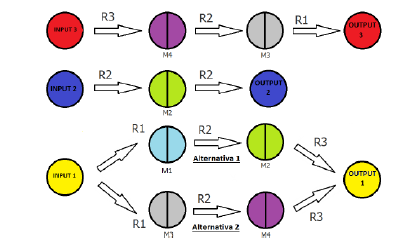 INPUT 3 R3 M4 R2 M3 R1 OUTPUT 3
INPUT 2 R2 M2 R2 OUTPUT 2
INPUT 1
R1 M1 R2 Alternativa 1 M2 R3
OUTPUT 1
R1 M3 R2 Alternativa 2 M4 R3